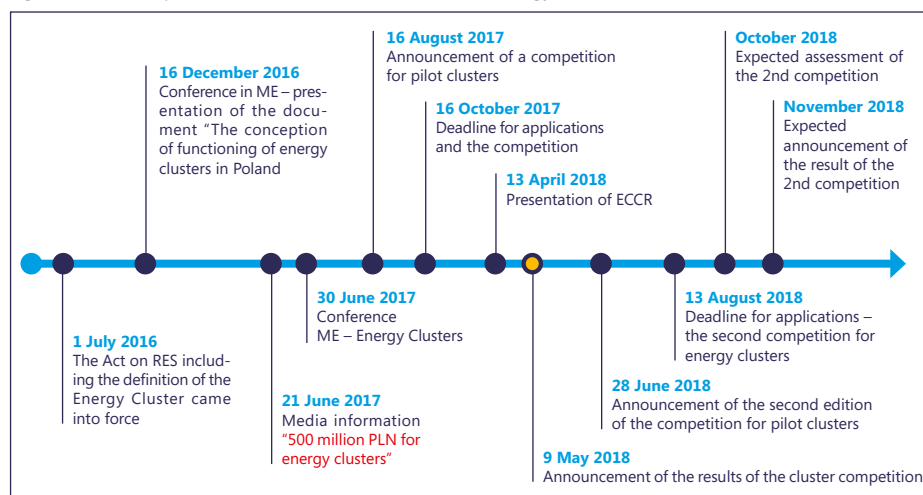 16 December 2016
Conference in ME – pres-
entation of the docu-
ment “The conception
of functioning of energy
clusters in Poland
16 August 2017
Announcement of a competition
for pilot clusters
16 October 2017
Deadline for applications
and the competition
13 April 2018
Presentation of ECCR
October 2018
Expected assessment
of the 2nd competition
November 2018
Expected
announcement of
the result of the
2nd competition
1 July 2016
The Act on RES includ-
ing the definition of the
Energy Cluster came
into force
30 June 2017
Conference
ME – Energy Clusters
21 June 2017
Media information
“500 million PLN for
energy clusters”
13 August 2018
Deadline for applications –
the second competition for
energy clusters
28 June 2018
Announcement of the second edition
of the competition for pilot clusters
9 May 2018
Announcement of the results of the cluster competition